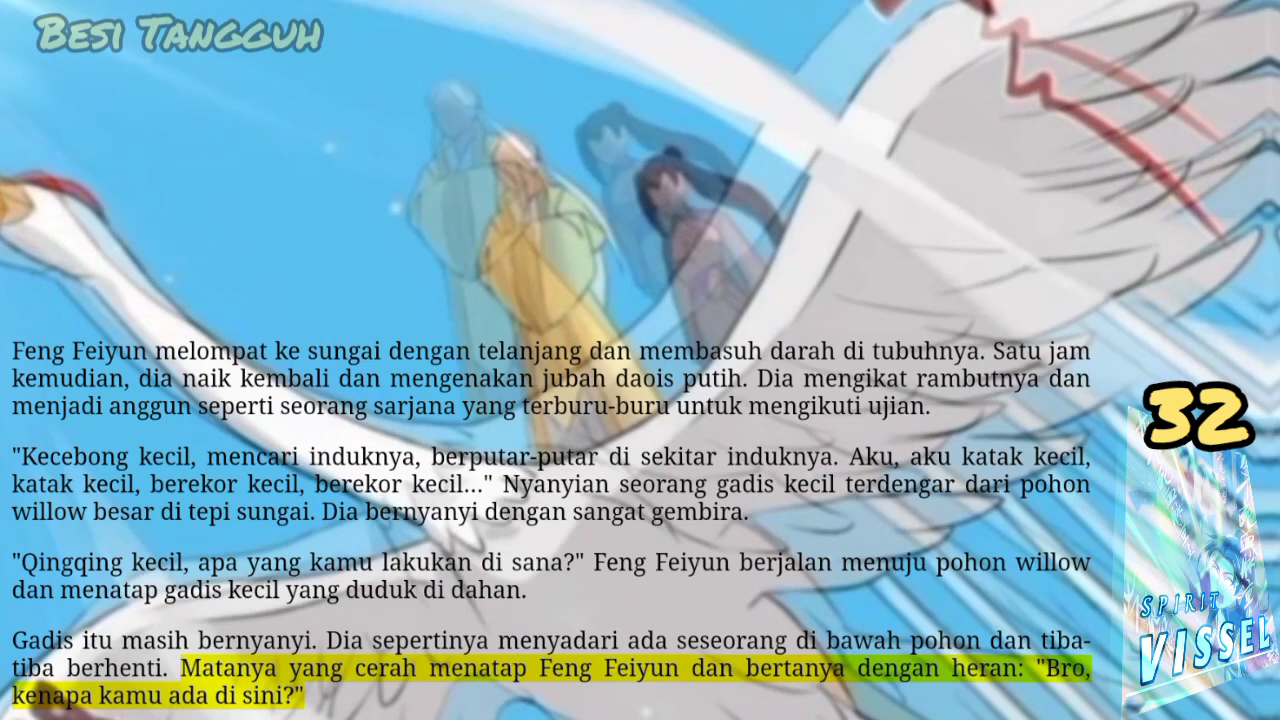 Besi Tangguh
Feng Feiyun melompat ke sungai dengan telanjang dan membasuh darah di tubuhnya. Satu jam
kemudian, dia naik kembali dan mengenakan jubah daois putih. Dia mengikat rambutnya dan
menjadi anggun seperti seorang sarjana yang terburu-buru untuk mengikuti ujian.
"Kecebong kecil, mencari induknya, berputar-putar di sekitar induknya. Aku, aku katak kecil,
katak kecil, berekor kecil, berekor kecil..." Nyanyian seorang gadis kecil terdengar dari pohon
willow besar di tepi sungai. Dia bernyanyi dengan sangat gembira.
"Qingqing kecil, apa yang kamu lakukan di sana?" Feng Feiyun berjalan menuju pohon willow
dan menatap gadis kecil yang duduk di dahan.
Gadis itu masih bernyanyi. Dia sepertinya menyadari ada seseorang di bawah pohon dan tiba-
tiba berhenti. Matanya yang cerah menatap Feng Feiyun dan bertanya dengan heran: "Bro,
kenapa kamu ada di sini?"
32
SPIRIT
VISSEL